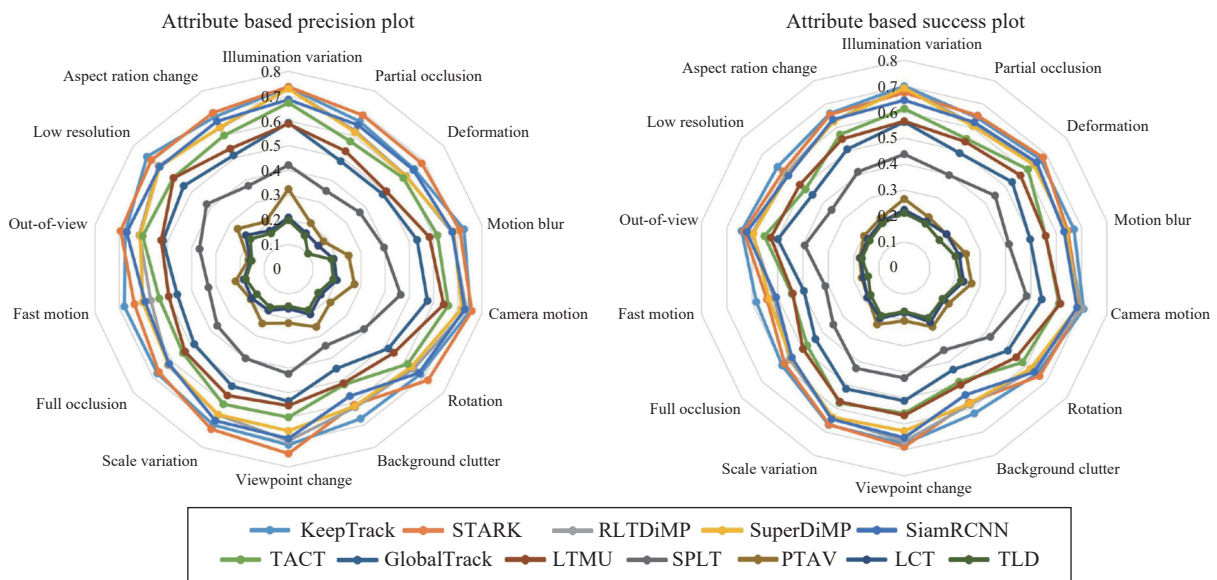 Attribute based precision plot
Illumination variation
Partial occlusion
Deformation
Motion blur
Camera motion
Rotation
Background clutter
Viewpoint change
Scale variation
Full occlusion
Fast motion
Out-of-view
Low resolution
Aspect ration change
0.8
0.7
0.6
0.5
0.4
0.3
0.2
0.1
0
Attribute based success plot
Illumination variation
Partial occlusion
Deformation
Motion blur
Camera motion
Rotation
Background clutter
Viewpoint change
Scale variation
Full occlusion
Fast motion
Out-of-view
Low resolution
Aspect ration change
0.8
0.7
0.6
0.5
0.4
0.3
0.2
0.1
0
KeepTrack STARK RLTDiMP SuperDiMP SiamRCNN
TACT GlobalTrack LTMU SPLT PTAV LCT TLD